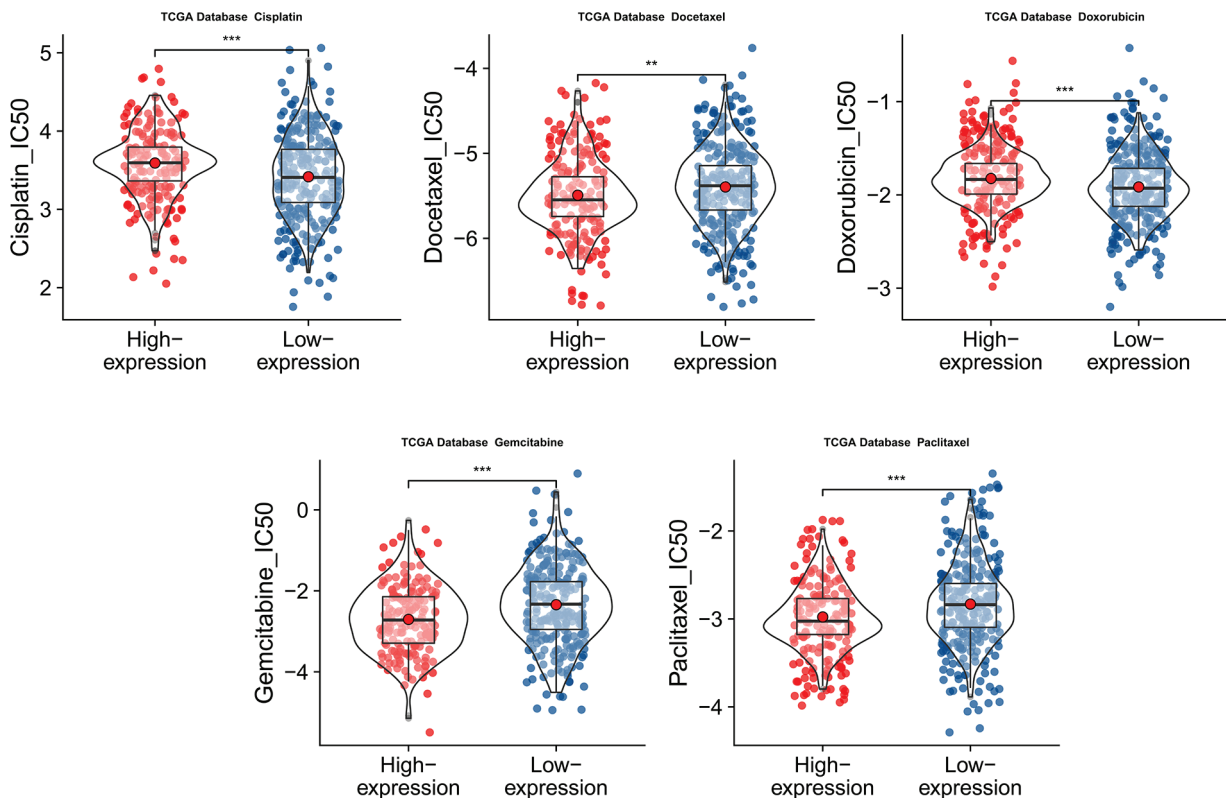 TCGA Database Cisplatin
Cisplatin_IC50
5
4
3
2
***
High-
expression
Low-
expression
TCGA Database Docetaxel
Docetaxel_IC50
−4
−5
−6
**
High-
expression
Low-
expression
TCGA Database Doxorubicin
Doxorubicin_IC50
−1
−2
−3
***
High-
expression
Low-
expression
TCGA Database Gemcitabine
Gemcitabine_IC50
0
−2
−4
***
High-
expression
Low-
expression
TCGA Database Paclitaxel
Paclitaxel_IC50
−2
−3
−4
***
High-
expression
Low-
expression